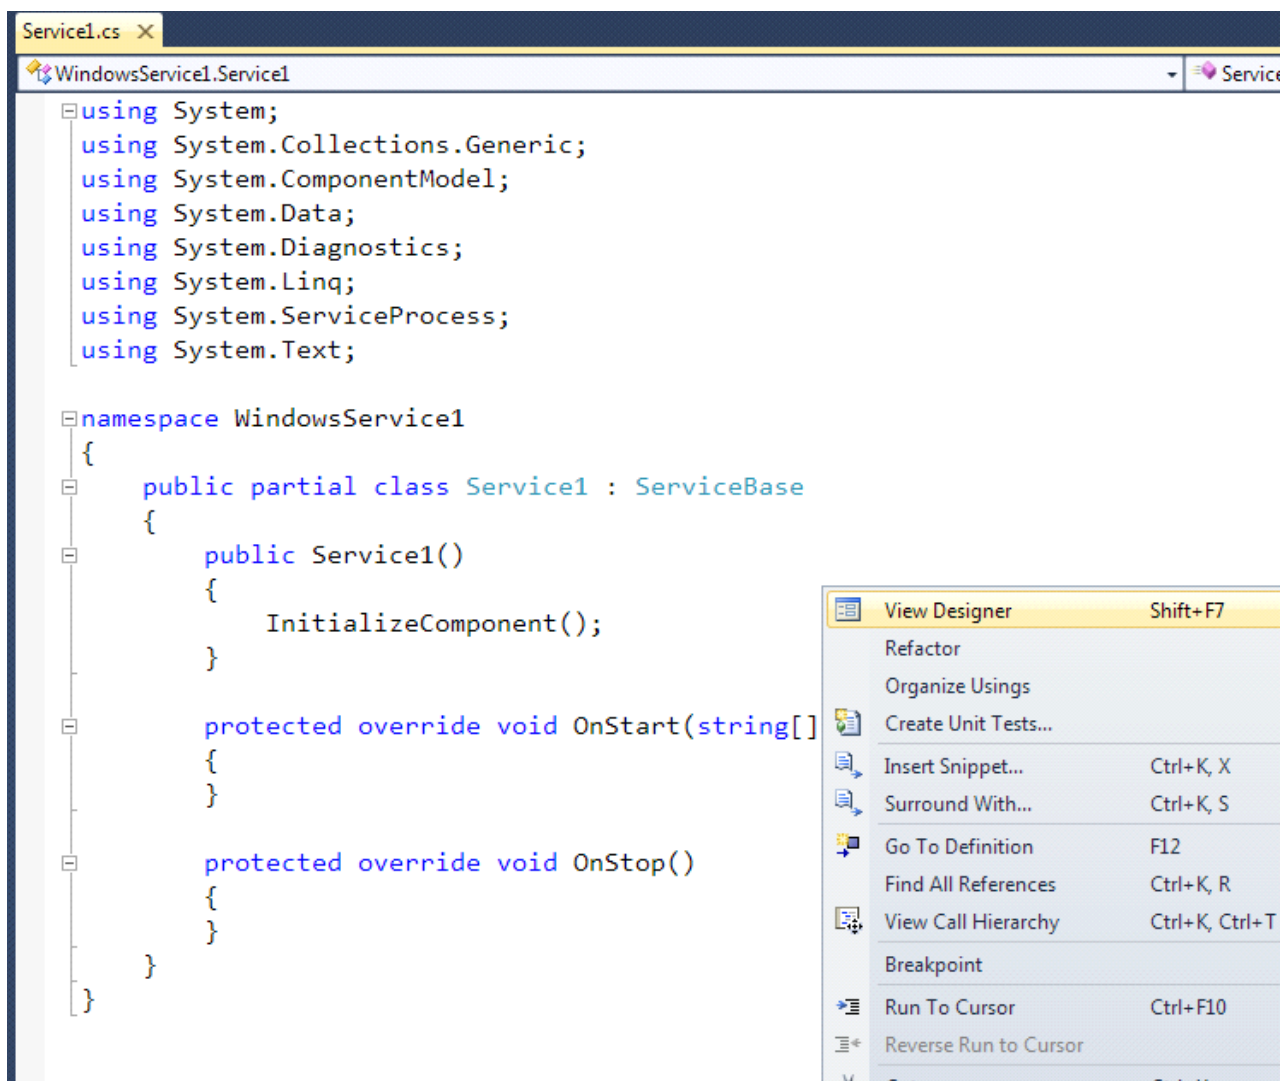 Service1.cs
WindowsService1.Service1 Service
using System;
using System.Collections.Generic;
using System.ComponentModel;
using System.Data;
using System.Diagnostics;
using System.Linq;
using System.ServiceProcess;
using System.Text;
namespace WindowsService1
{
public partial class Service1 : ServiceBase
{
public Service1()
{
InitializeComponent();
}
protected override void OnStart(string[]
{
}
protected override void OnStop()
{
}
}
}
View Designer Shift+F7
Refactor
Organize Usings
Create Unit Tests...
Insert Snippet... Ctrl+K, X
Surround With... Ctrl+K, S
Go To Definition F12
Find All References Ctrl+K, R
View Call Hierarchy Ctrl+K, Ctrl+T
Breakpoint
Run To Cursor Ctrl+F10
Reverse Run to Cursor